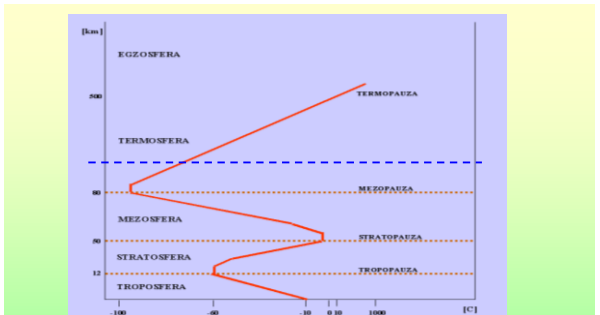 [km]
EGZOSFERA
500
TERMOPAUZA
TERMOSFERA
80
MEZOPAUZA
MEZOSFERA
50
STRATOPAUZA
STRATOSFERA
12
TROPOPAUZA
TROPOSFERA
-100 -60 -10 0 10 1000 [C]